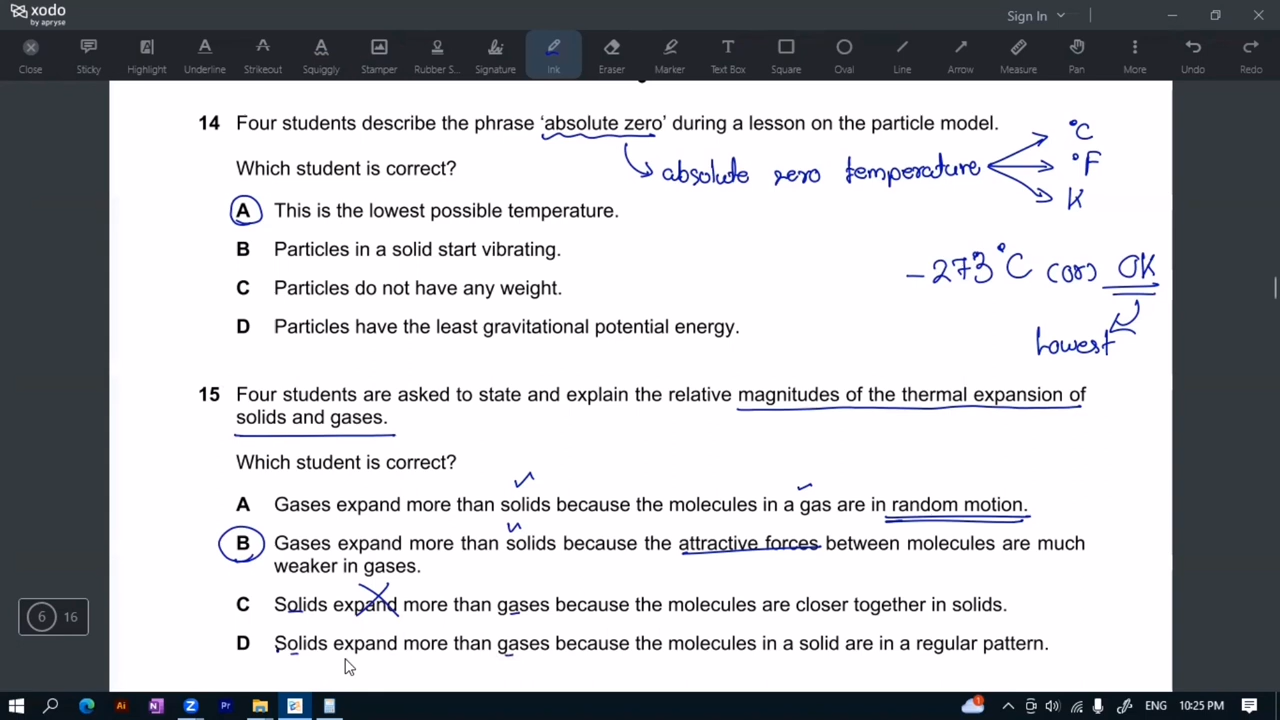 xodo
by apryse
Sign In
Close
Sticky
Highlight
Underline
Strikeout
Squiggly
Stamper
Rubber S...
Signature
Ink
Eraser
Marker
Text Box
Square
Oval
Line
Arrow
Measure
Pan
More
Undo
Redo
14 Four students describe the phrase ‘absolute zero’ during a lesson on the particle model.
°C
°F
K
Which student is correct?
absolute zero temperature
A This is the lowest possible temperature.
B Particles in a solid start vibrating.
-273°C (or) 0K
C Particles do not have any weight.
D Particles have the least gravitational potential energy.
lowest
15 Four students are asked to state and explain the relative magnitudes of the thermal expansion of
solids and gases.
Which student is correct?
A Gases expand more than solids because the molecules in a gas are in random motion.
B Gases expand more than solids because the attractive forces between molecules are much
weaker in gases.
C Solids expand more than gases because the molecules are closer together in solids.
D Solids expand more than gases because the molecules in a solid are in a regular pattern.
6 16
Ai
N
Z
Pr
1
ENG
10:25 PM